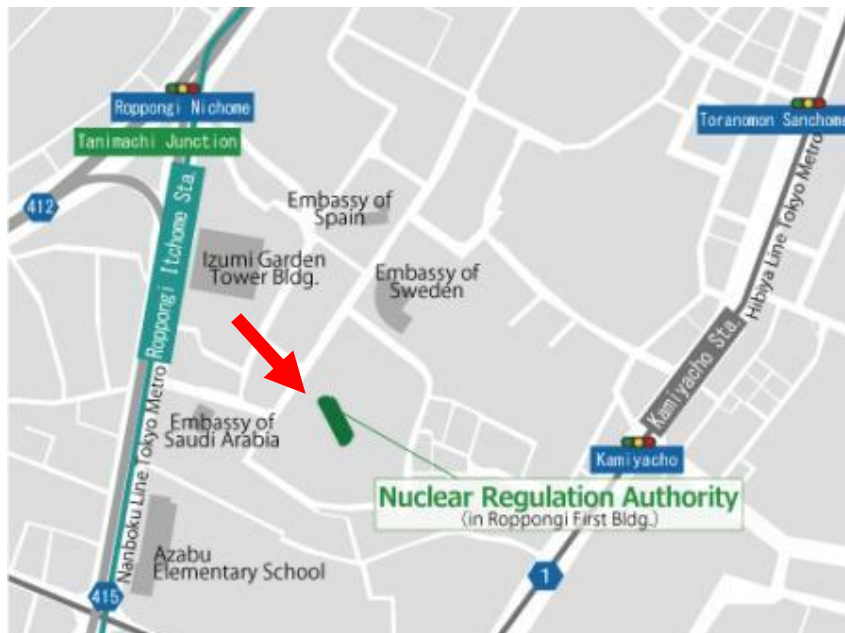 Roppongi Nichome
Tanimachi Junction
Toranomon Sanchome
412
Embassy of
Spain
Izumi Garden
Tower Bldg.
Embassy of
Sweden
Nanboku Line Tokyo Metro Roppongi Itchome Sta.
Hibiya Line Tokyo Metro
Kamiyacho Sta.
Embassy of
Saudi Arabia
Kamiyacho
Nuclear Regulation Authority
(in Roppongi First Bldg.)
Azabu
Elementary School
1
415